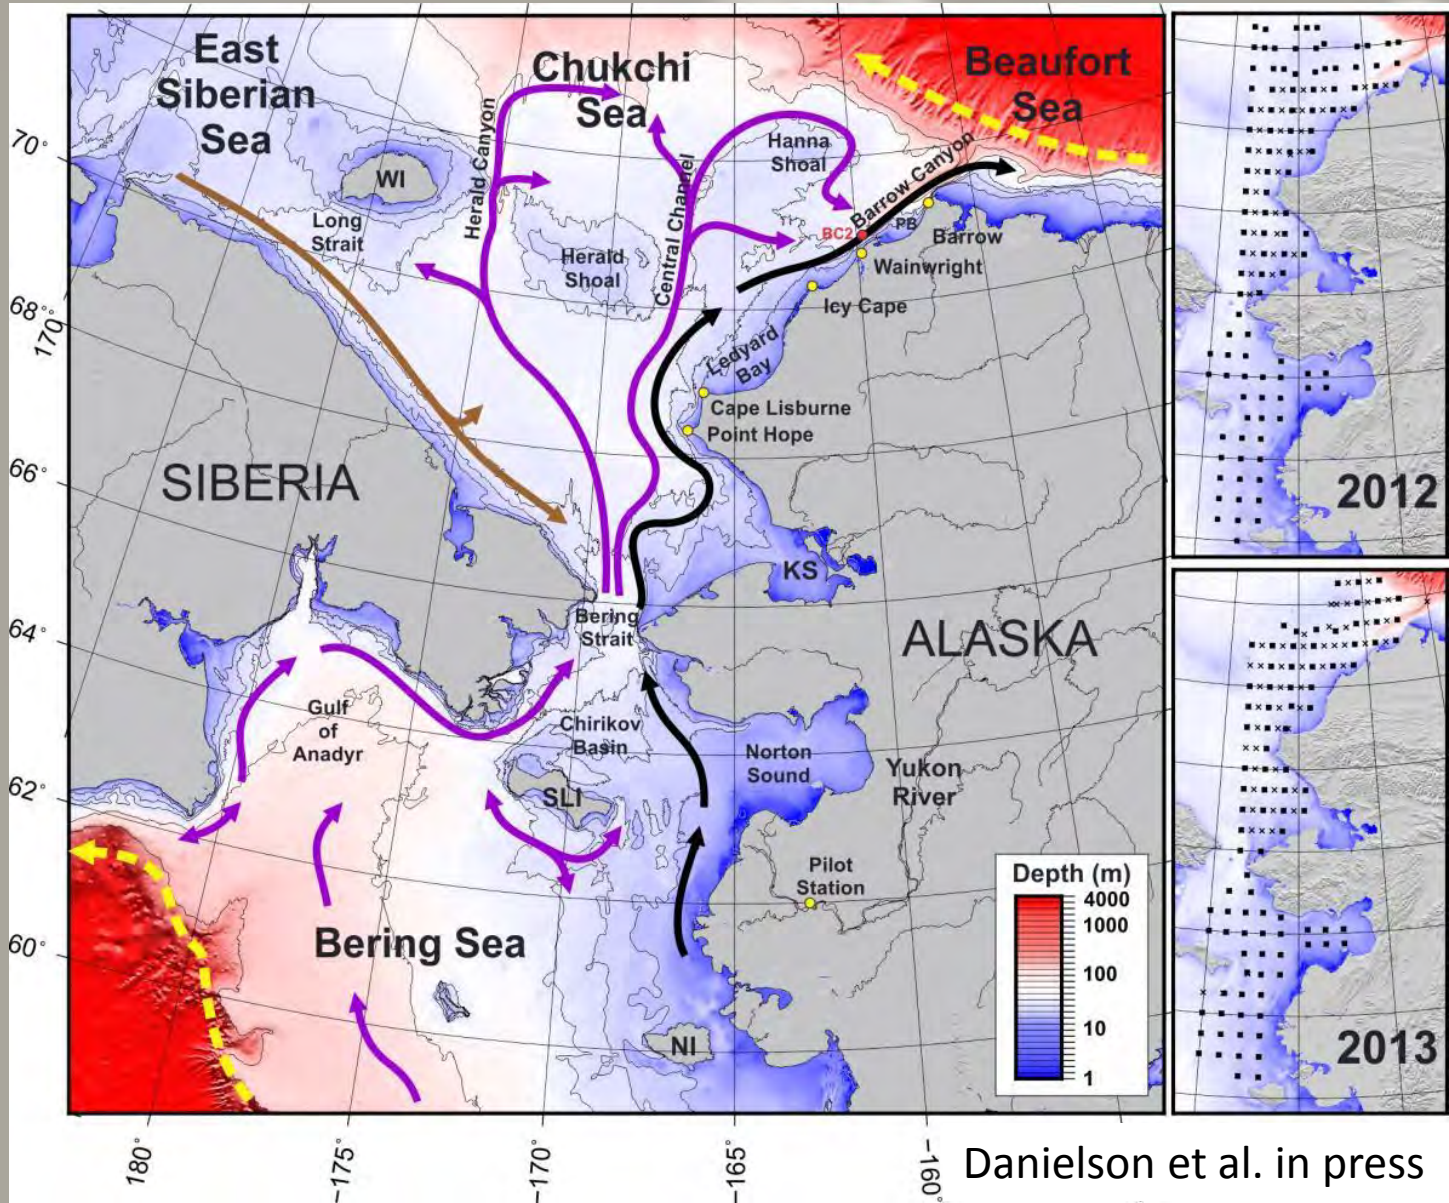 East
Siberian
Sea
Chukchi
Sea
Beaufort
Sea
Herald Canyon
Central Channel
Hanna
Shoal
Barrow Canyon
WI
Long
Strait
Herald
Shoal
BC2
PB
Barrow
Wainwright
Icy Cape
Ledyard
Bay
Cape Lisburne
Point Hope
SIBERIA
KS
ALASKA
Bering
Strait
Gulf
of
Anadyr
Chirikov
Basin
Norton
Sound
SLI
Yukon
River
Pilot
Station
Bering Sea
NI
Depth (m)
4000
1000
100
10
1
70°
68°
170°
66°
64°
62°
60°
180°
-175°
-170°
-165°
-160°
2012
2013
Danielson et al. in press